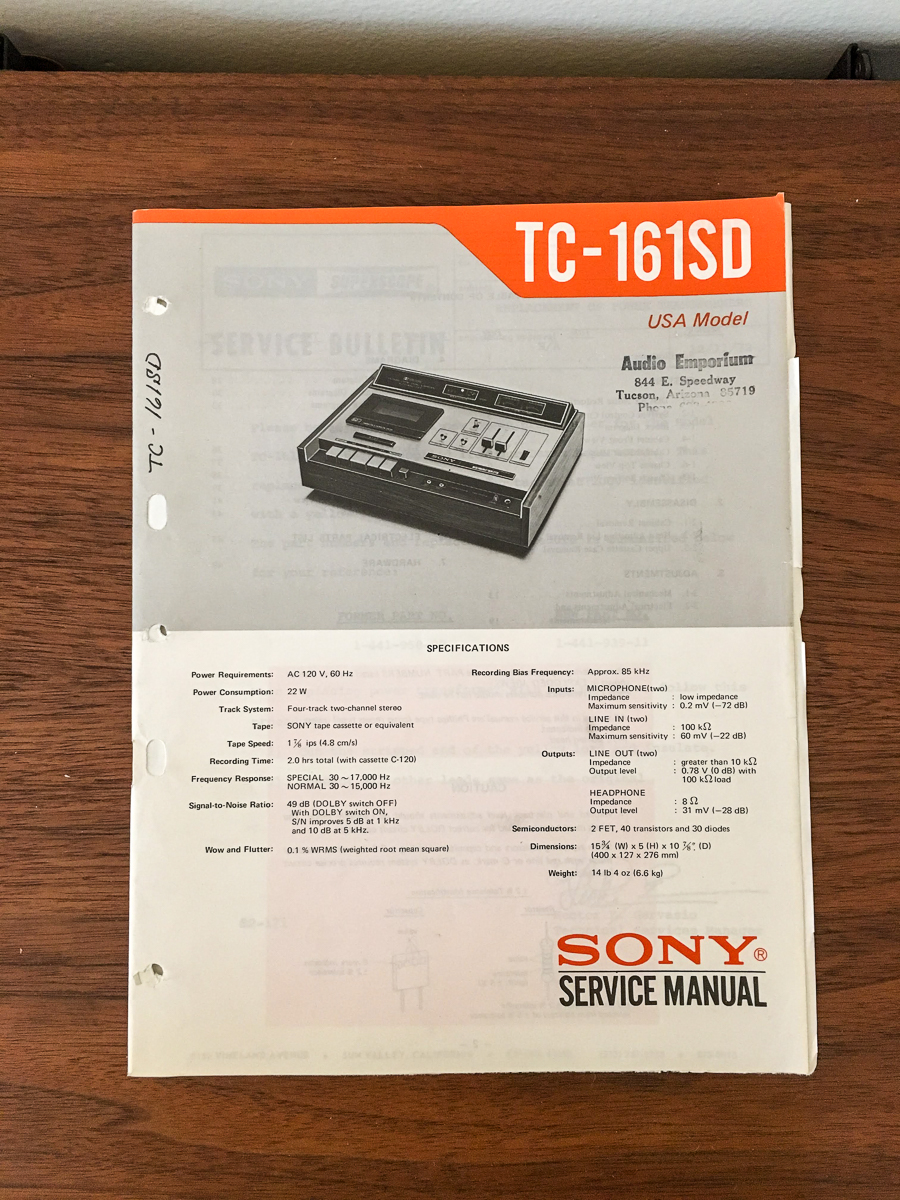 TC-161SD
USA Model
Audio Emporium
844 E. Speedway
Tucson, Arizona 85719
TC-161SD
SONY
SPECIFICATIONS
Power Requirements: AC 120 V, 60 Hz
Power Consumption: 22 W
Track System: Four-track two-channel stereo
Tape: SONY tape cassette or equivalent
Tape Speed: 1 7/8 ips (4.8 cm/s)
Recording Time: 2.0 hrs total (with cassette C-120)
Frequency Response: SPECIAL 30 ~ 17,000 Hz
NORMAL 30 ~ 15,000 Hz
Signal-to-Noise Ratio: 49 dB (DOLBY switch OFF)
With DOLBY switch ON,
S/N improves 5 dB at 1 kHz
and 10 dB at 5 kHz.
Wow and Flutter: 0.1 % WRMS (weighted root mean square)
Recording Bias Frequency: Approx. 85 kHz
Inputs: MICROPHONE(two)
Impedance : low impedance
Maximum sensitivity : 0.2 mV (−72 dB)
LINE IN (two)
Impedance : 100 kΩ
Maximum sensitivity : 60 mV (−22 dB)
Outputs: LINE OUT (two)
Impedance : greater than 10 kΩ
Output level : 0.78 V (0 dB) with
100 kΩ load
HEADPHONE
Impedance : 8 Ω
Output level : 31 mV (−28 dB)
Semiconductors: 2 FET, 40 transistors and 30 diodes
Dimensions: 15¾ (W) x 5 (H) x 10 ⅞" (D)
(400 x 127 x 276 mm)
Weight: 14 lb 4 oz (6.6 kg)
SONY®
SERVICE MANUAL